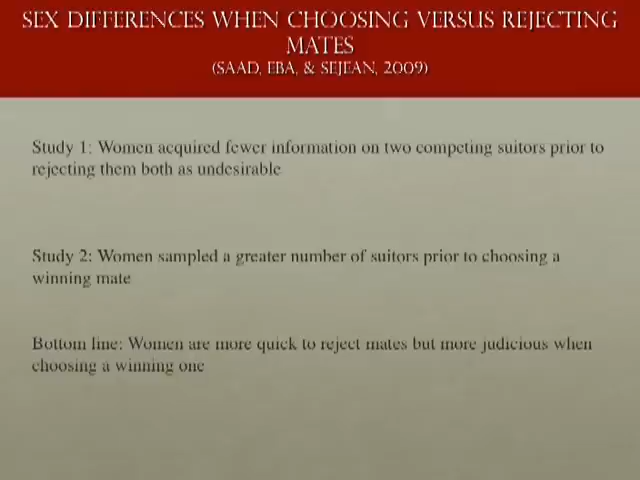 SEX DIFFERENCES WHEN CHOOSING VERSUS REJECTING
MATES
(SAAD, EBA, & SEJEAN, 2009)
Study 1: Women acquired fewer information on two competing suitors prior to
rejecting them both as undesirable
Study 2: Women sampled a greater number of suitors prior to choosing a
winning mate
Bottom line: Women are more quick to reject mates but more judicious when
choosing a winning one